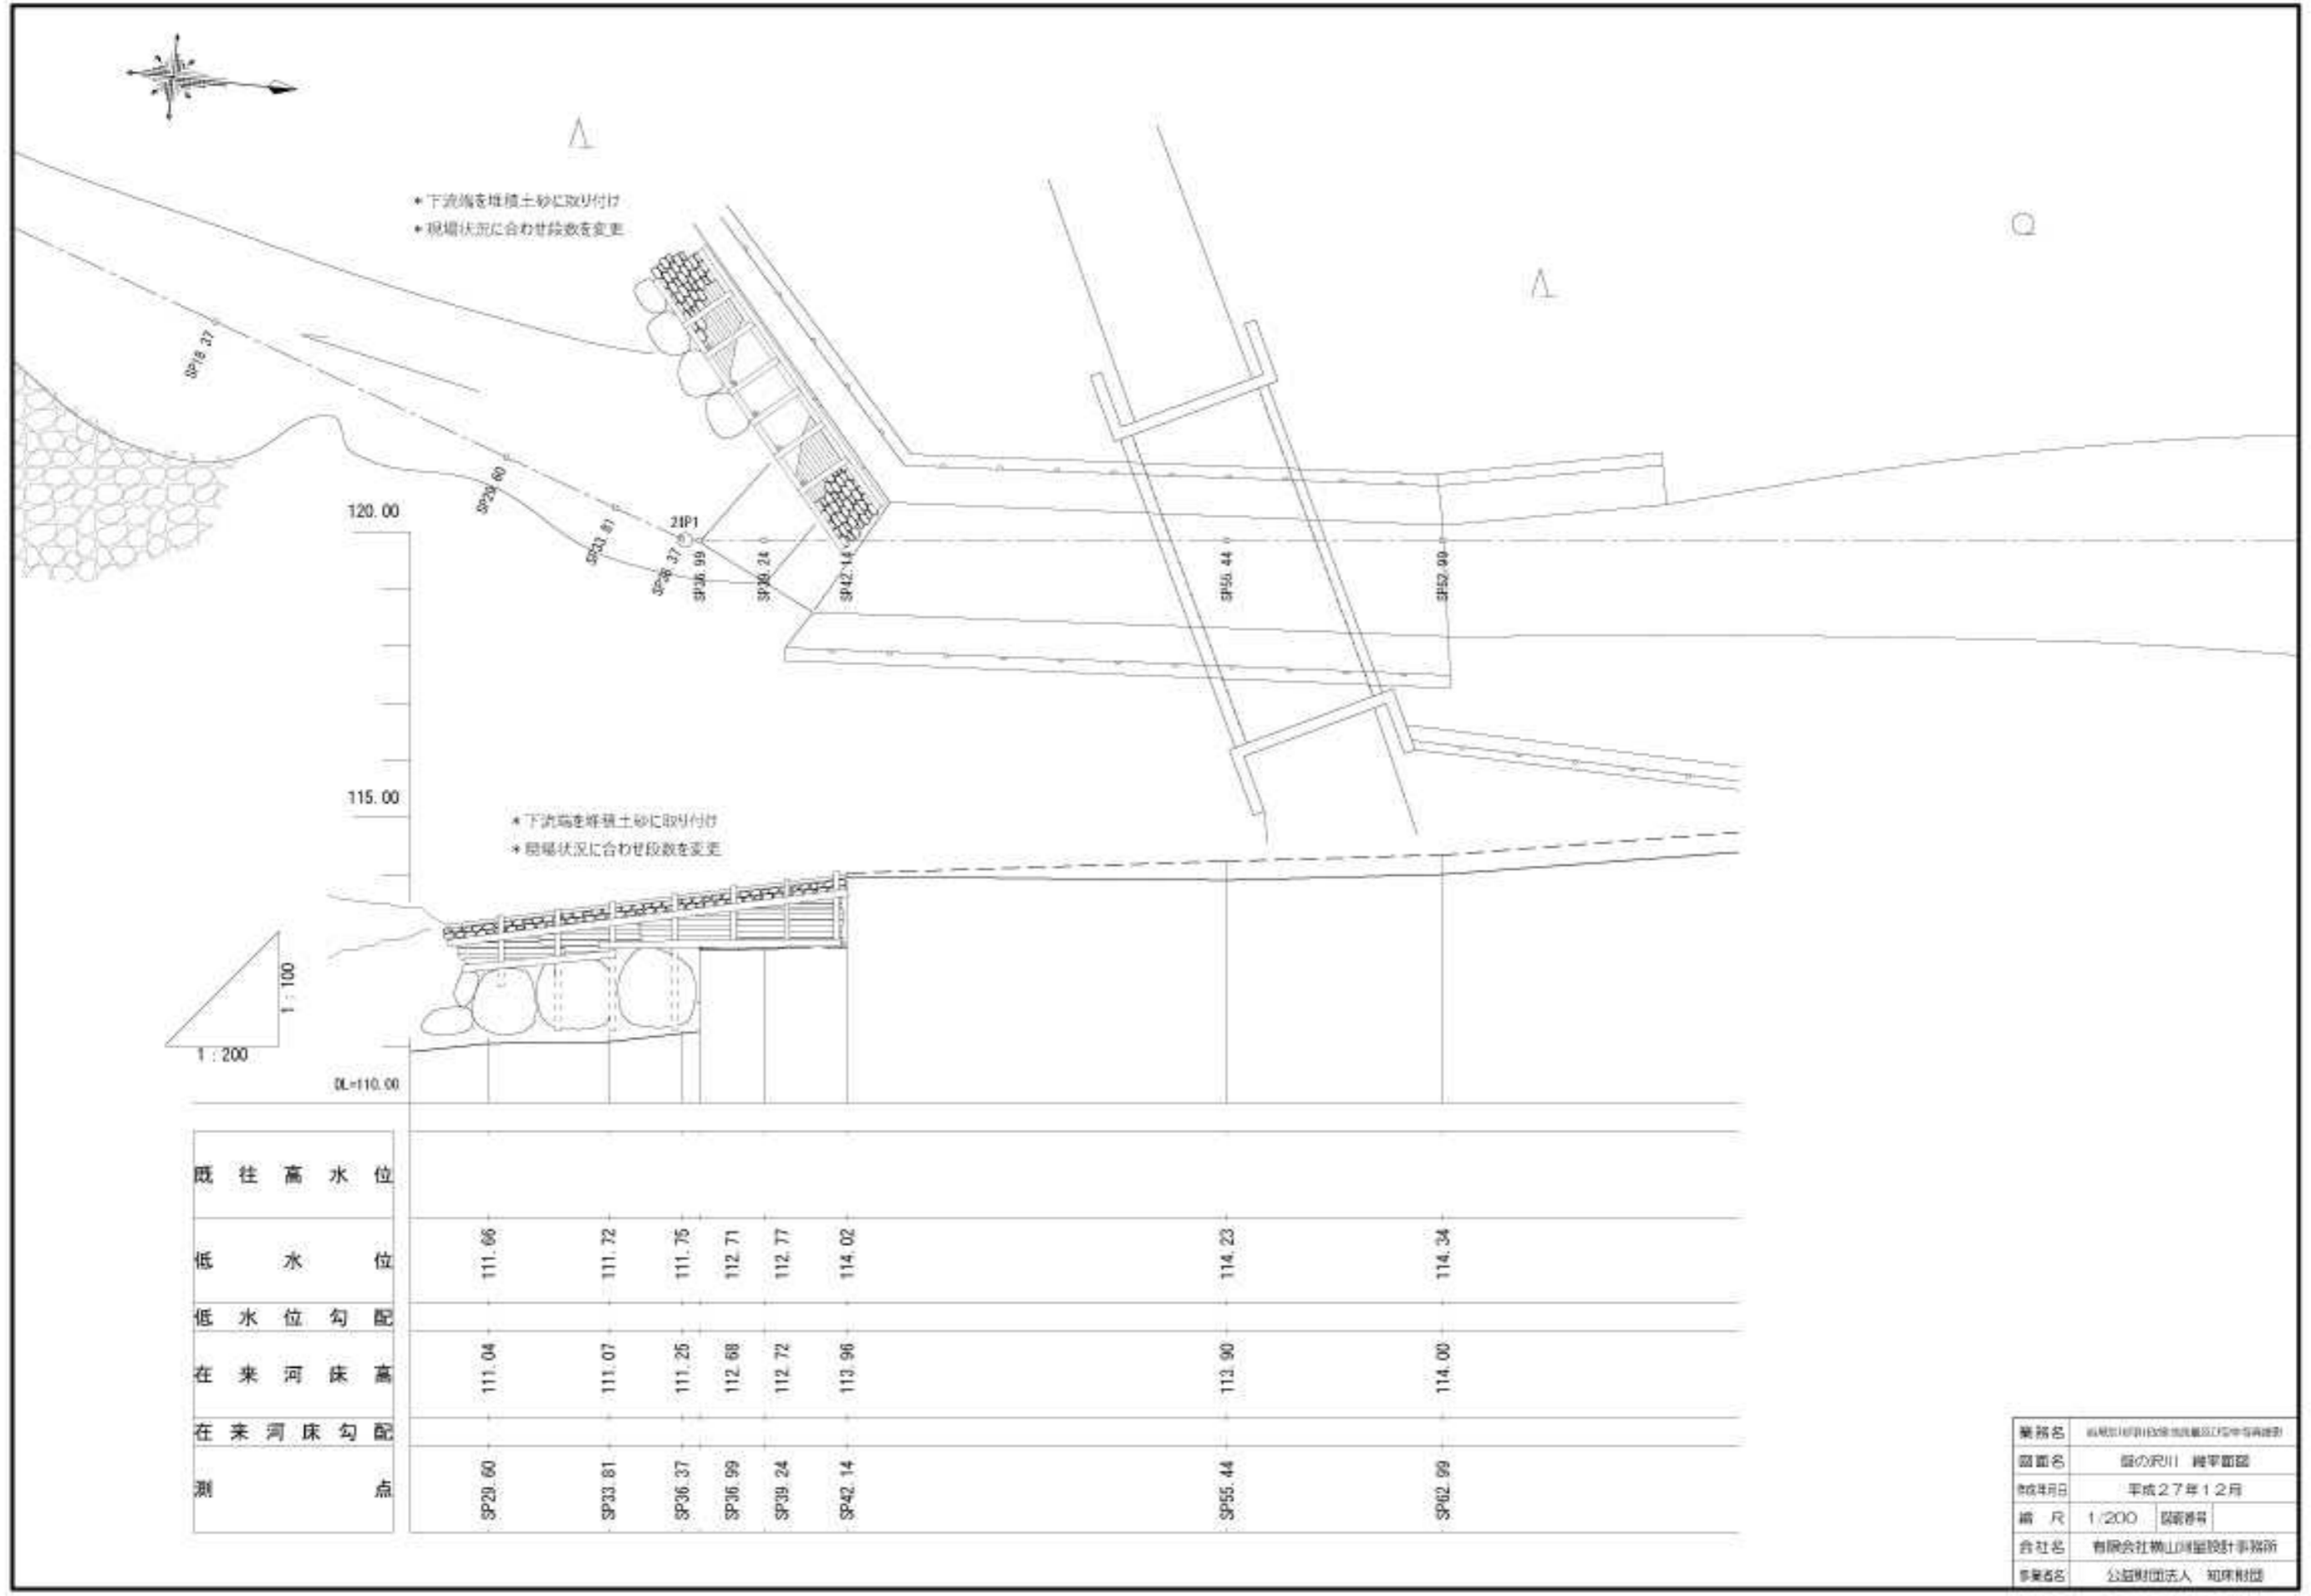 * 下流端を堆積土砂に取り付け
* 現場状況に合わせ段数を変更
SP18.37
SP29.60
SP33.81
21P1
SP36.37
SP36.99
SP39.24
SP42.14
SP55.44
SP62.99
120.00
115.00
* 下流端を堆積土砂に取り付け
* 現場状況に合わせ段数を変更
1:100
1:200
DL=110.00
既往高水位
低水位 111.66 111.72 111.75 112.71 112.77 114.02 114.23 114.34
低水位勾配
在来河床高 111.04 111.07 111.25 112.68 112.72 113.96 113.90 114.00
在来河床勾配
測点 SP29.60 SP33.81 SP36.37 SP36.99 SP39.24 SP42.14 SP55.44 SP62.99
業務名
図面名 盤の沢川 縦平面図
作成年月日 平成27年12月
縮尺 1/200 図面番号
会社名 有限会社横山測量設計事務所
事業者名 公益財団法人 知床財団